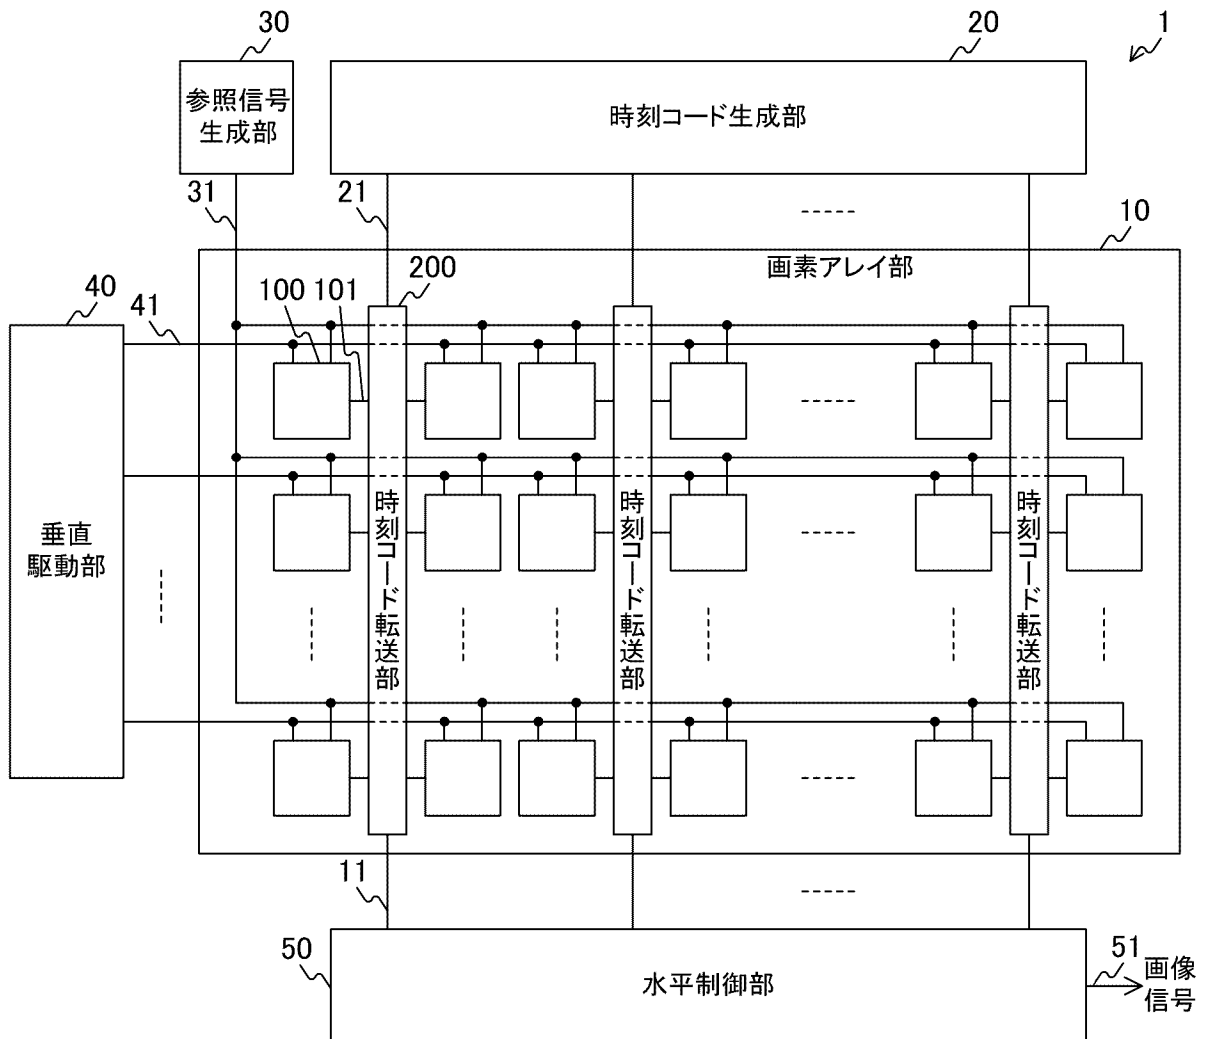 30
20
1
参照信号
生成部
時刻コード生成部
31
21
10
画素アレイ部
40
41
100
101
200
垂直
駆動部
時刻コード転送部
時刻コード転送部
時刻コード転送部
11
50
水平制御部
51
画像
信号